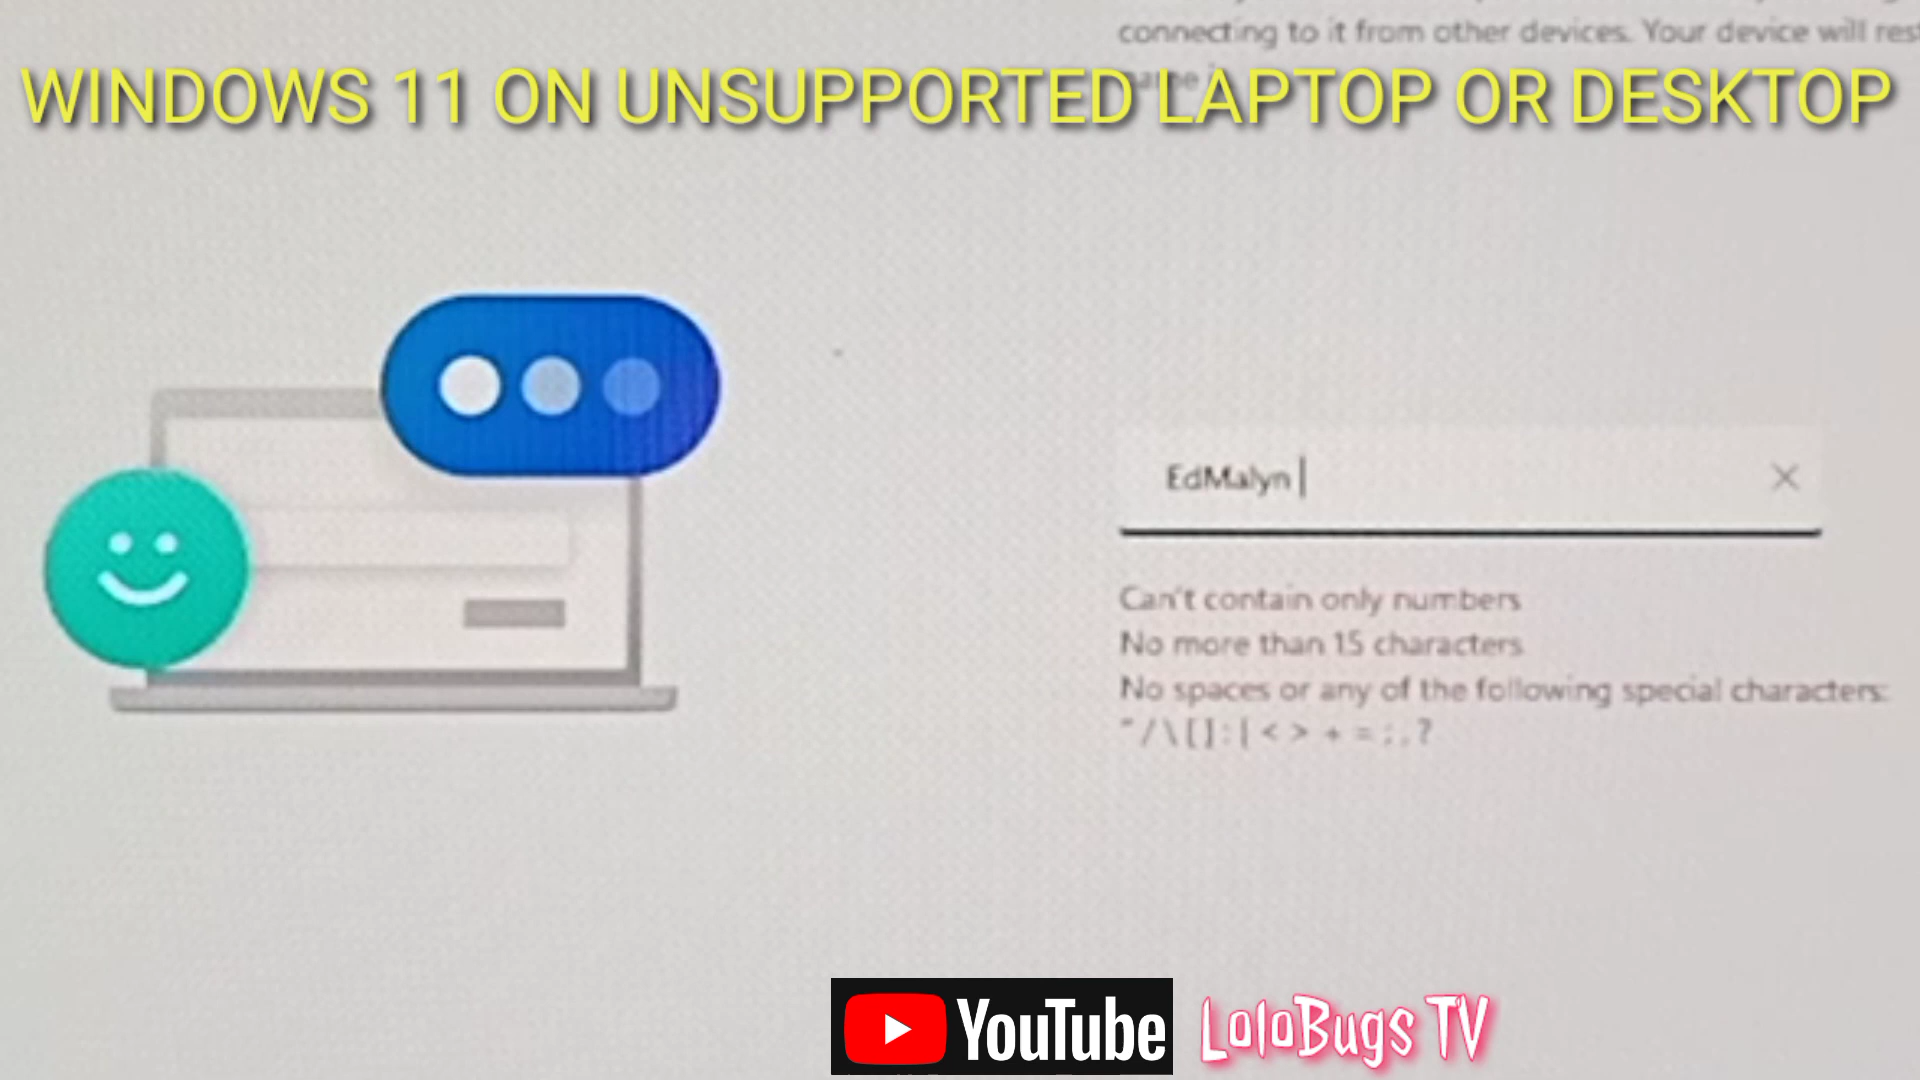 connecting to it from other devices. Your device will rest
WINDOWS 11 ON UNSUPPORTED LAPTOP OR DESKTOP
EdMalyn
Can't contain only numbers
No more than 15 characters
No spaces or any of the following special characters:
" / \ [ ] : | < > + = ; , ?
YouTube LoloBugs TV